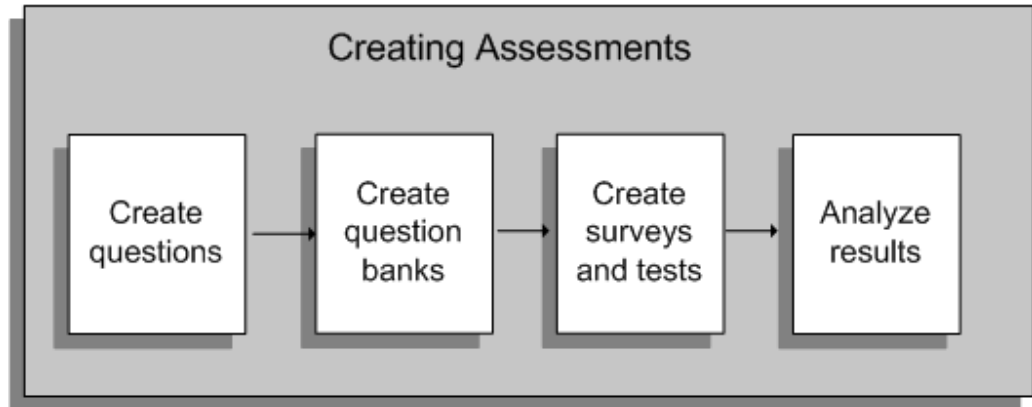 Creating Assessments
Create
questions
Create
question
banks
Create
surveys
and tests
Analyze
results